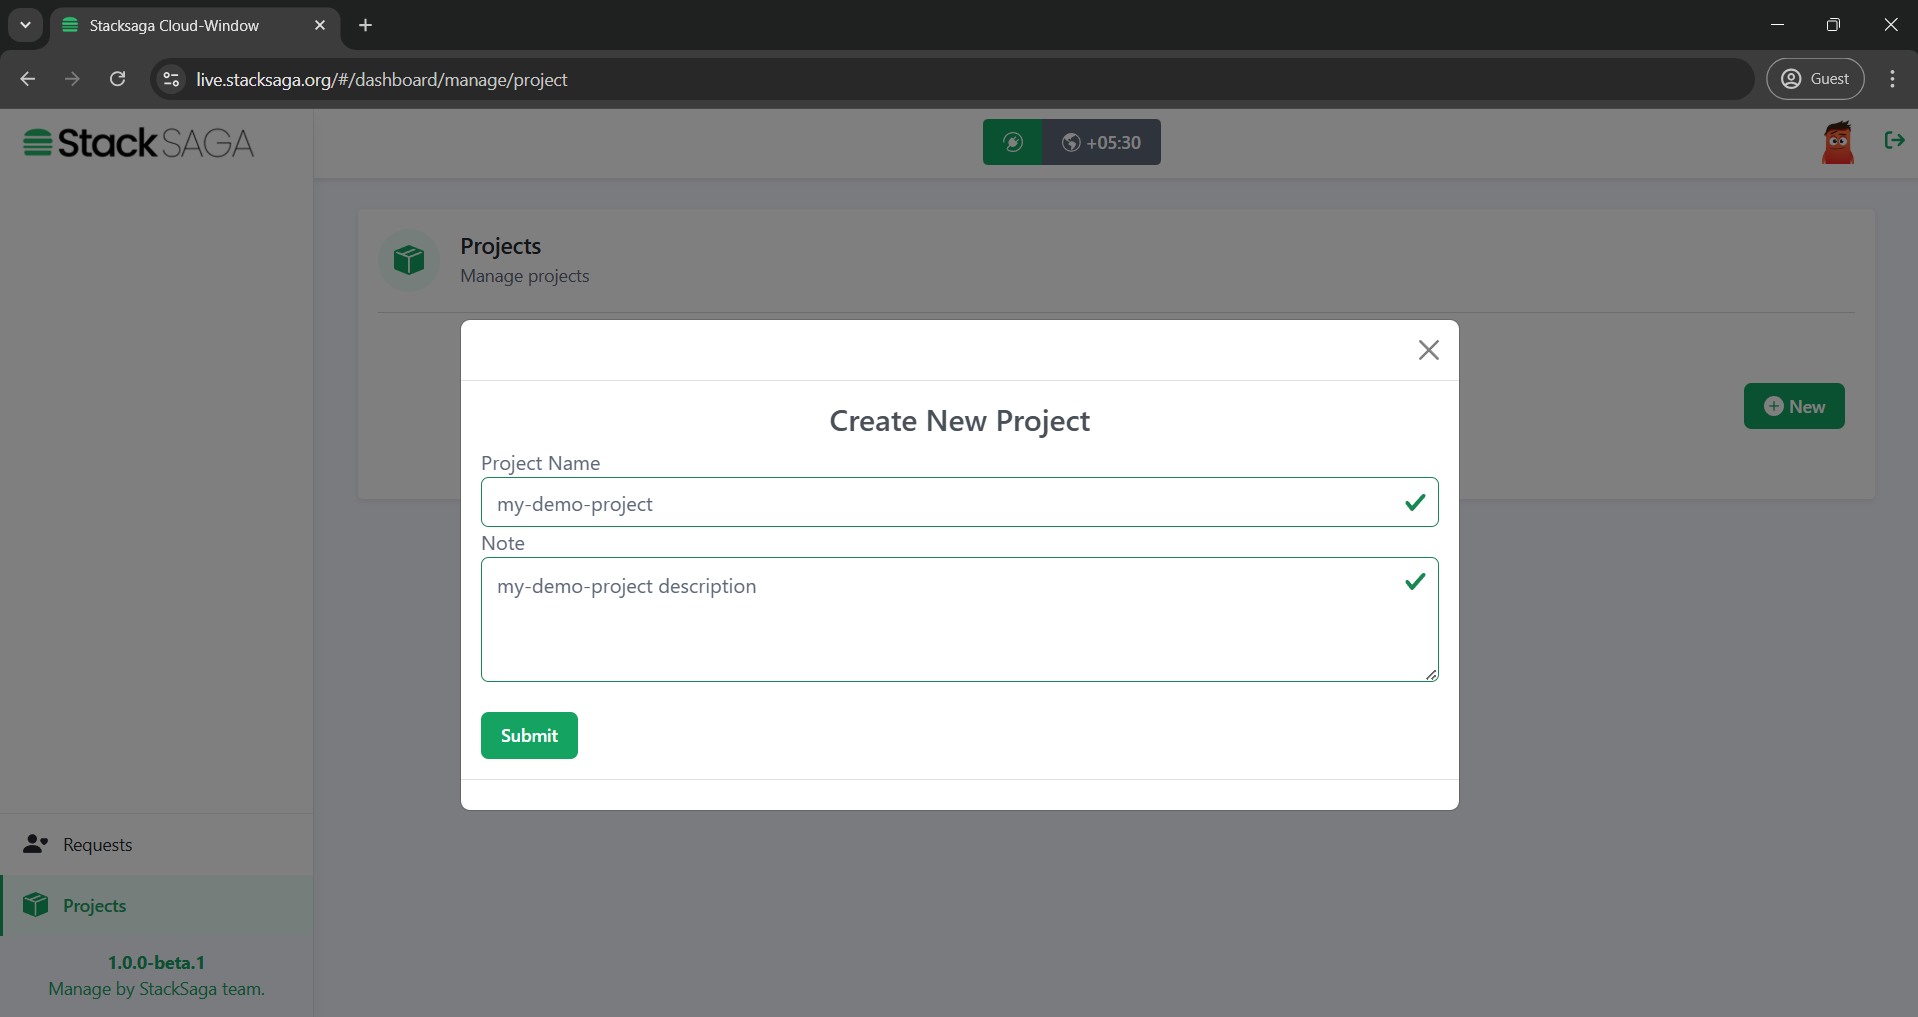 Stacksaga Cloud-Window
live.stacksaga.org/#/dashboard/manage/project
Guest
StackSAGA
+05:30
Projects
Manage projects
New
Create New Project
Project Name
my-demo-project
Note
my-demo-project description
Submit
Requests
Projects
1.0.0-beta.1
Manage by StackSaga team.